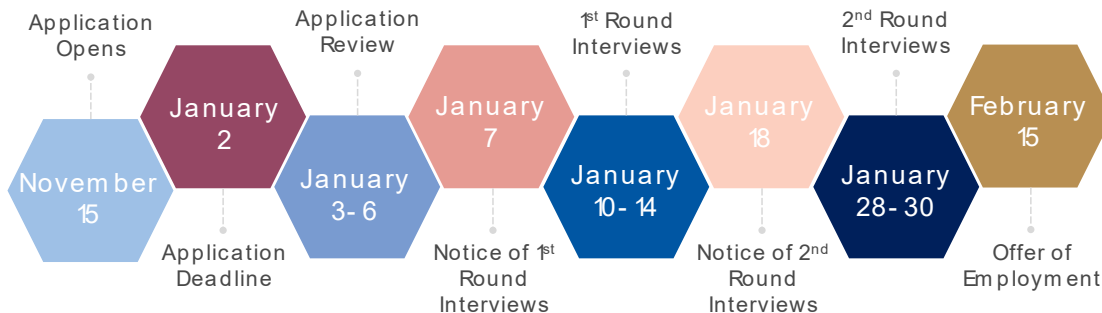 Application
Opens
November
15
January
2
Application
Deadline
Application
Review
January
3-6
January
7
Notice of 1st
Round
Interviews
1st Round
Interviews
January
10-14
January
18
Notice of 2nd
Round
Interviews
2nd Round
Interviews
January
28-30
February
15
Offer of
Employment